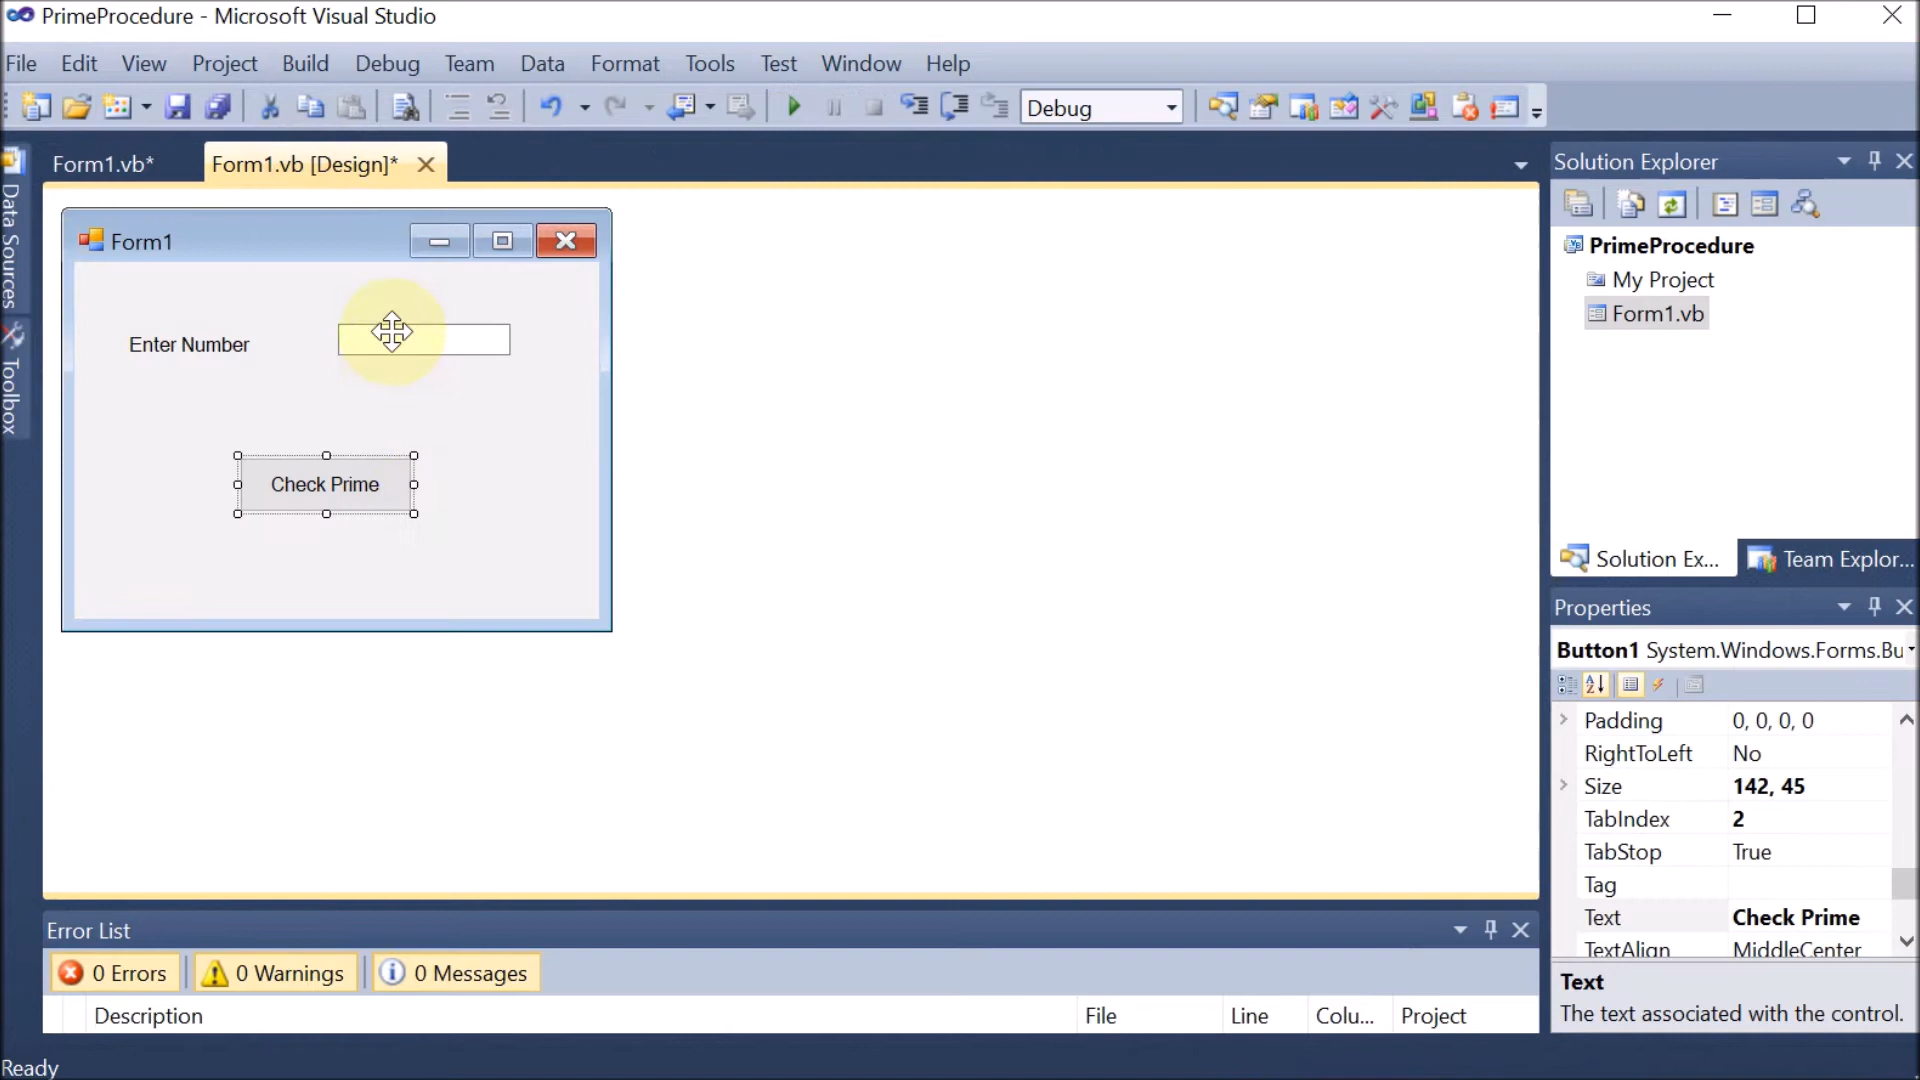 PrimeProcedure - Microsoft Visual Studio
File Edit View Project Build Debug Team Data Format Tools Test Window Help
Debug
Form1.vb* Form1.vb [Design]*
Data Sources
Toolbox
Form1
Enter Number
Check Prime
Solution Explorer
PrimeProcedure
My Project
Form1.vb
Solution Ex... Team Explor...
Properties
Button1 System.Windows.Forms.Bu
Padding 0, 0, 0, 0
RightToLeft No
Size 142, 45
TabIndex 2
TabStop True
Tag
Text Check Prime
TextAlign MiddleCenter
Text
The text associated with the control.
Error List
0 Errors 0 Warnings 0 Messages
Description File Line Colu... Project
Ready